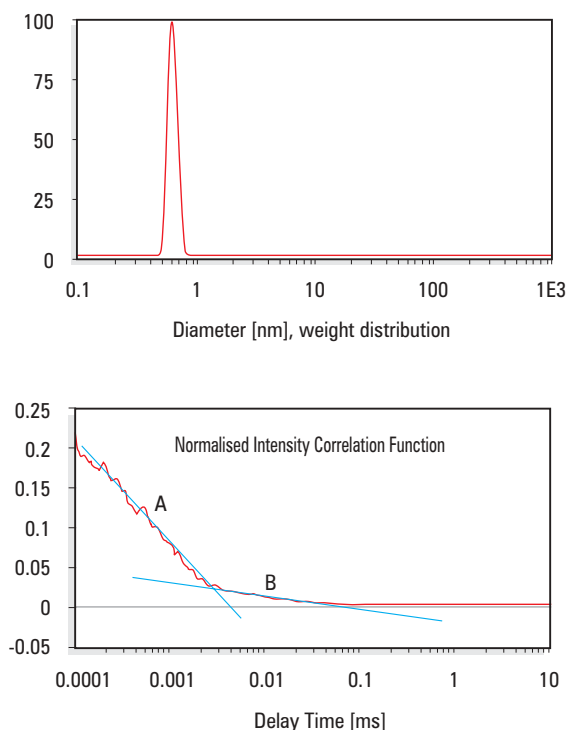 100
75
50
25
0
0.1 1 10 100 1E3
Diameter [nm], weight distribution
0.25
Normalised Intensity Correlation Function
0.2
0.15
A
0.1
0.05
B
0
-0.05
0.0001 0.001 0.01 0.1 1 10
Delay Time [ms]